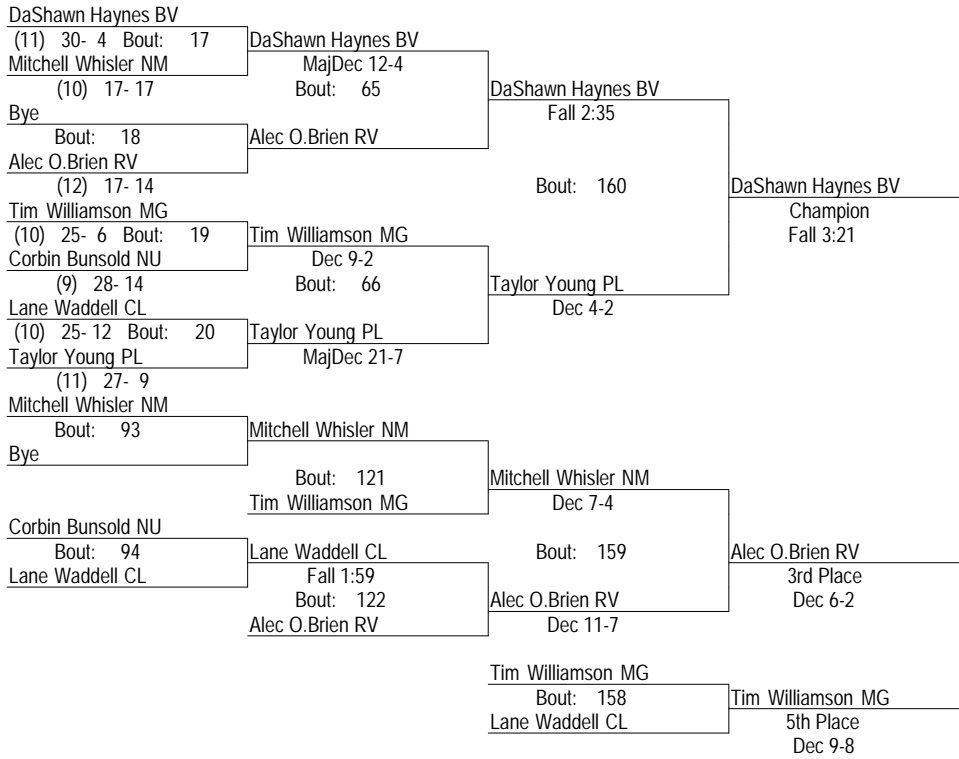 DaShawn Haynes BV
(11) 30- 4 Bout: 17 DaShawn Haynes BV
Mitchell Whisler NM MajDec 12-4
(10) 17- 17 Bout: 65 DaShawn Haynes BV
Bye Fall 2:35
Bout: 18 Alec O.Brien RV
Alec O.Brien RV
(12) 17- 14 Bout: 160 DaShawn Haynes BV
Tim Williamson MG Champion
(10) 25- 6 Bout: 19 Tim Williamson MG Fall 3:21
Corbin Bunsold NU Dec 9-2
(9) 28- 14 Bout: 66 Taylor Young PL
Lane Waddell CL Dec 4-2
(10) 25- 12 Bout: 20 Taylor Young PL
Taylor Young PL MajDec 21-7
(11) 27- 9
Mitchell Whisler NM
Bout: 93 Mitchell Whisler NM
Bye
Bout: 121 Mitchell Whisler NM
Tim Williamson MG Dec 7-4
Corbin Bunsold NU
Bout: 94 Lane Waddell CL Bout: 159 Alec O.Brien RV
Lane Waddell CL Fall 1:59 3rd Place
Bout: 122 Alec O.Brien RV Dec 6-2
Alec O.Brien RV Dec 11-7
Tim Williamson MG
Bout: 158 Tim Williamson MG
Lane Waddell CL 5th Place
Dec 9-8